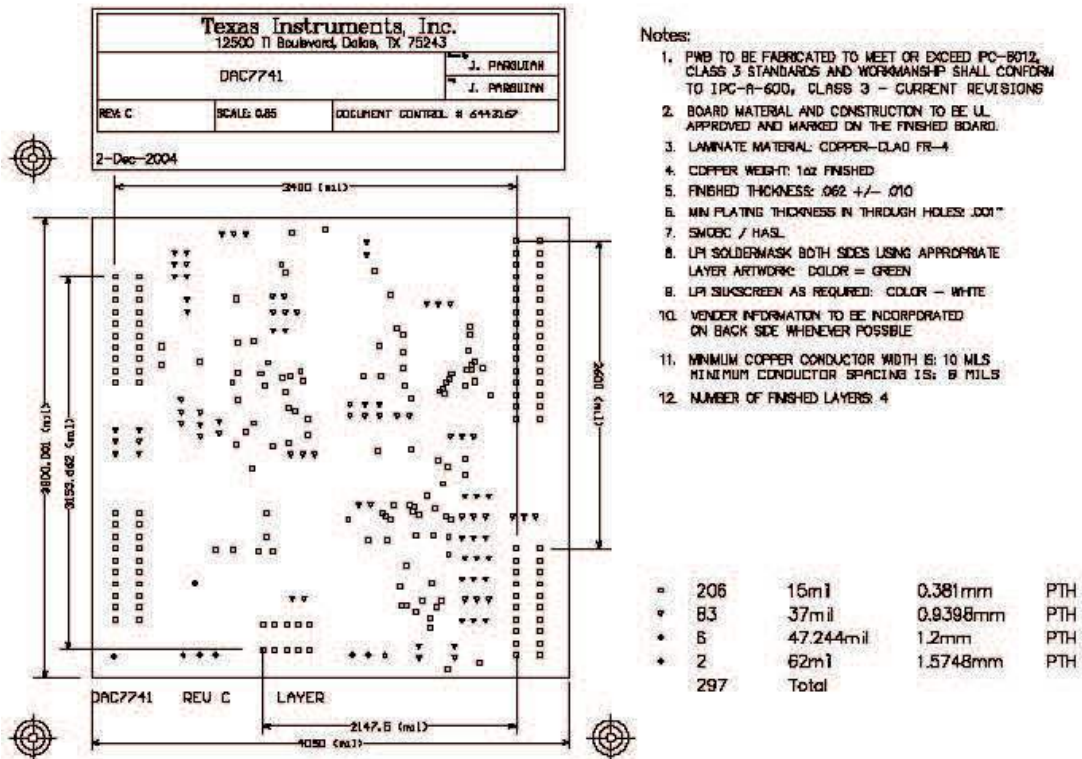 Texas Instruments, Inc.
12500 TI Boulevard, Dallas, TX 75243
DAC7741
J. PARGUIAN
J. PARGUIAN
REV: C
SCALE: 0.85
DOCUMENT CONTROL # 6443167
2-Dec-2004
3400 (mil)
3800.001 (mil)
3153.662 (mil)
2600 (mil)
DAC7741 REV C LAYER
2147.5 (mil)
4050 (mil)
Notes:
1. PWB TO BE FABRICATED TO MEET OR EXCEED IPC-6012,
CLASS 3 STANDARDS AND WORKMANSHIP SHALL CONFORM
TO IPC-A-600, CLASS 3 - CURRENT REVISIONS
2. BOARD MATERIAL AND CONSTRUCTION TO BE UL
APPROVED AND MARKED ON THE FINISHED BOARD.
3. LAMINATE MATERIAL: COPPER-CLAD FR-4
4. COPPER WEIGHT: 1oz FINISHED
5. FINISHED THICKNESS: .062 +/- .010
6. MIN PLATING THICKNESS IN THROUGH HOLES: .001"
7. SMOBC / HASL
8. LPI SOLDERMASK BOTH SIDES USING APPROPRIATE
LAYER ARTWORK: COLOR = GREEN
9. LPI SILKSCREEN AS REQUIRED: COLOR = WHITE
10. VENDER INFORMATION TO BE INCORPORATED
ON BACK SIDE WHENEVER POSSIBLE
11. MINIMUM COPPER CONDUCTOR WIDTH IS: 10 MILS
MINIMUM CONDUCTOR SPACING IS: 8 MILS
12. NUMBER OF FINISHED LAYERS: 4
206 15mil 0.381mm PTH
83 37mil 0.9398mm PTH
6 47.244mil 1.2mm PTH
2 62mil 1.5748mm PTH
297 Total